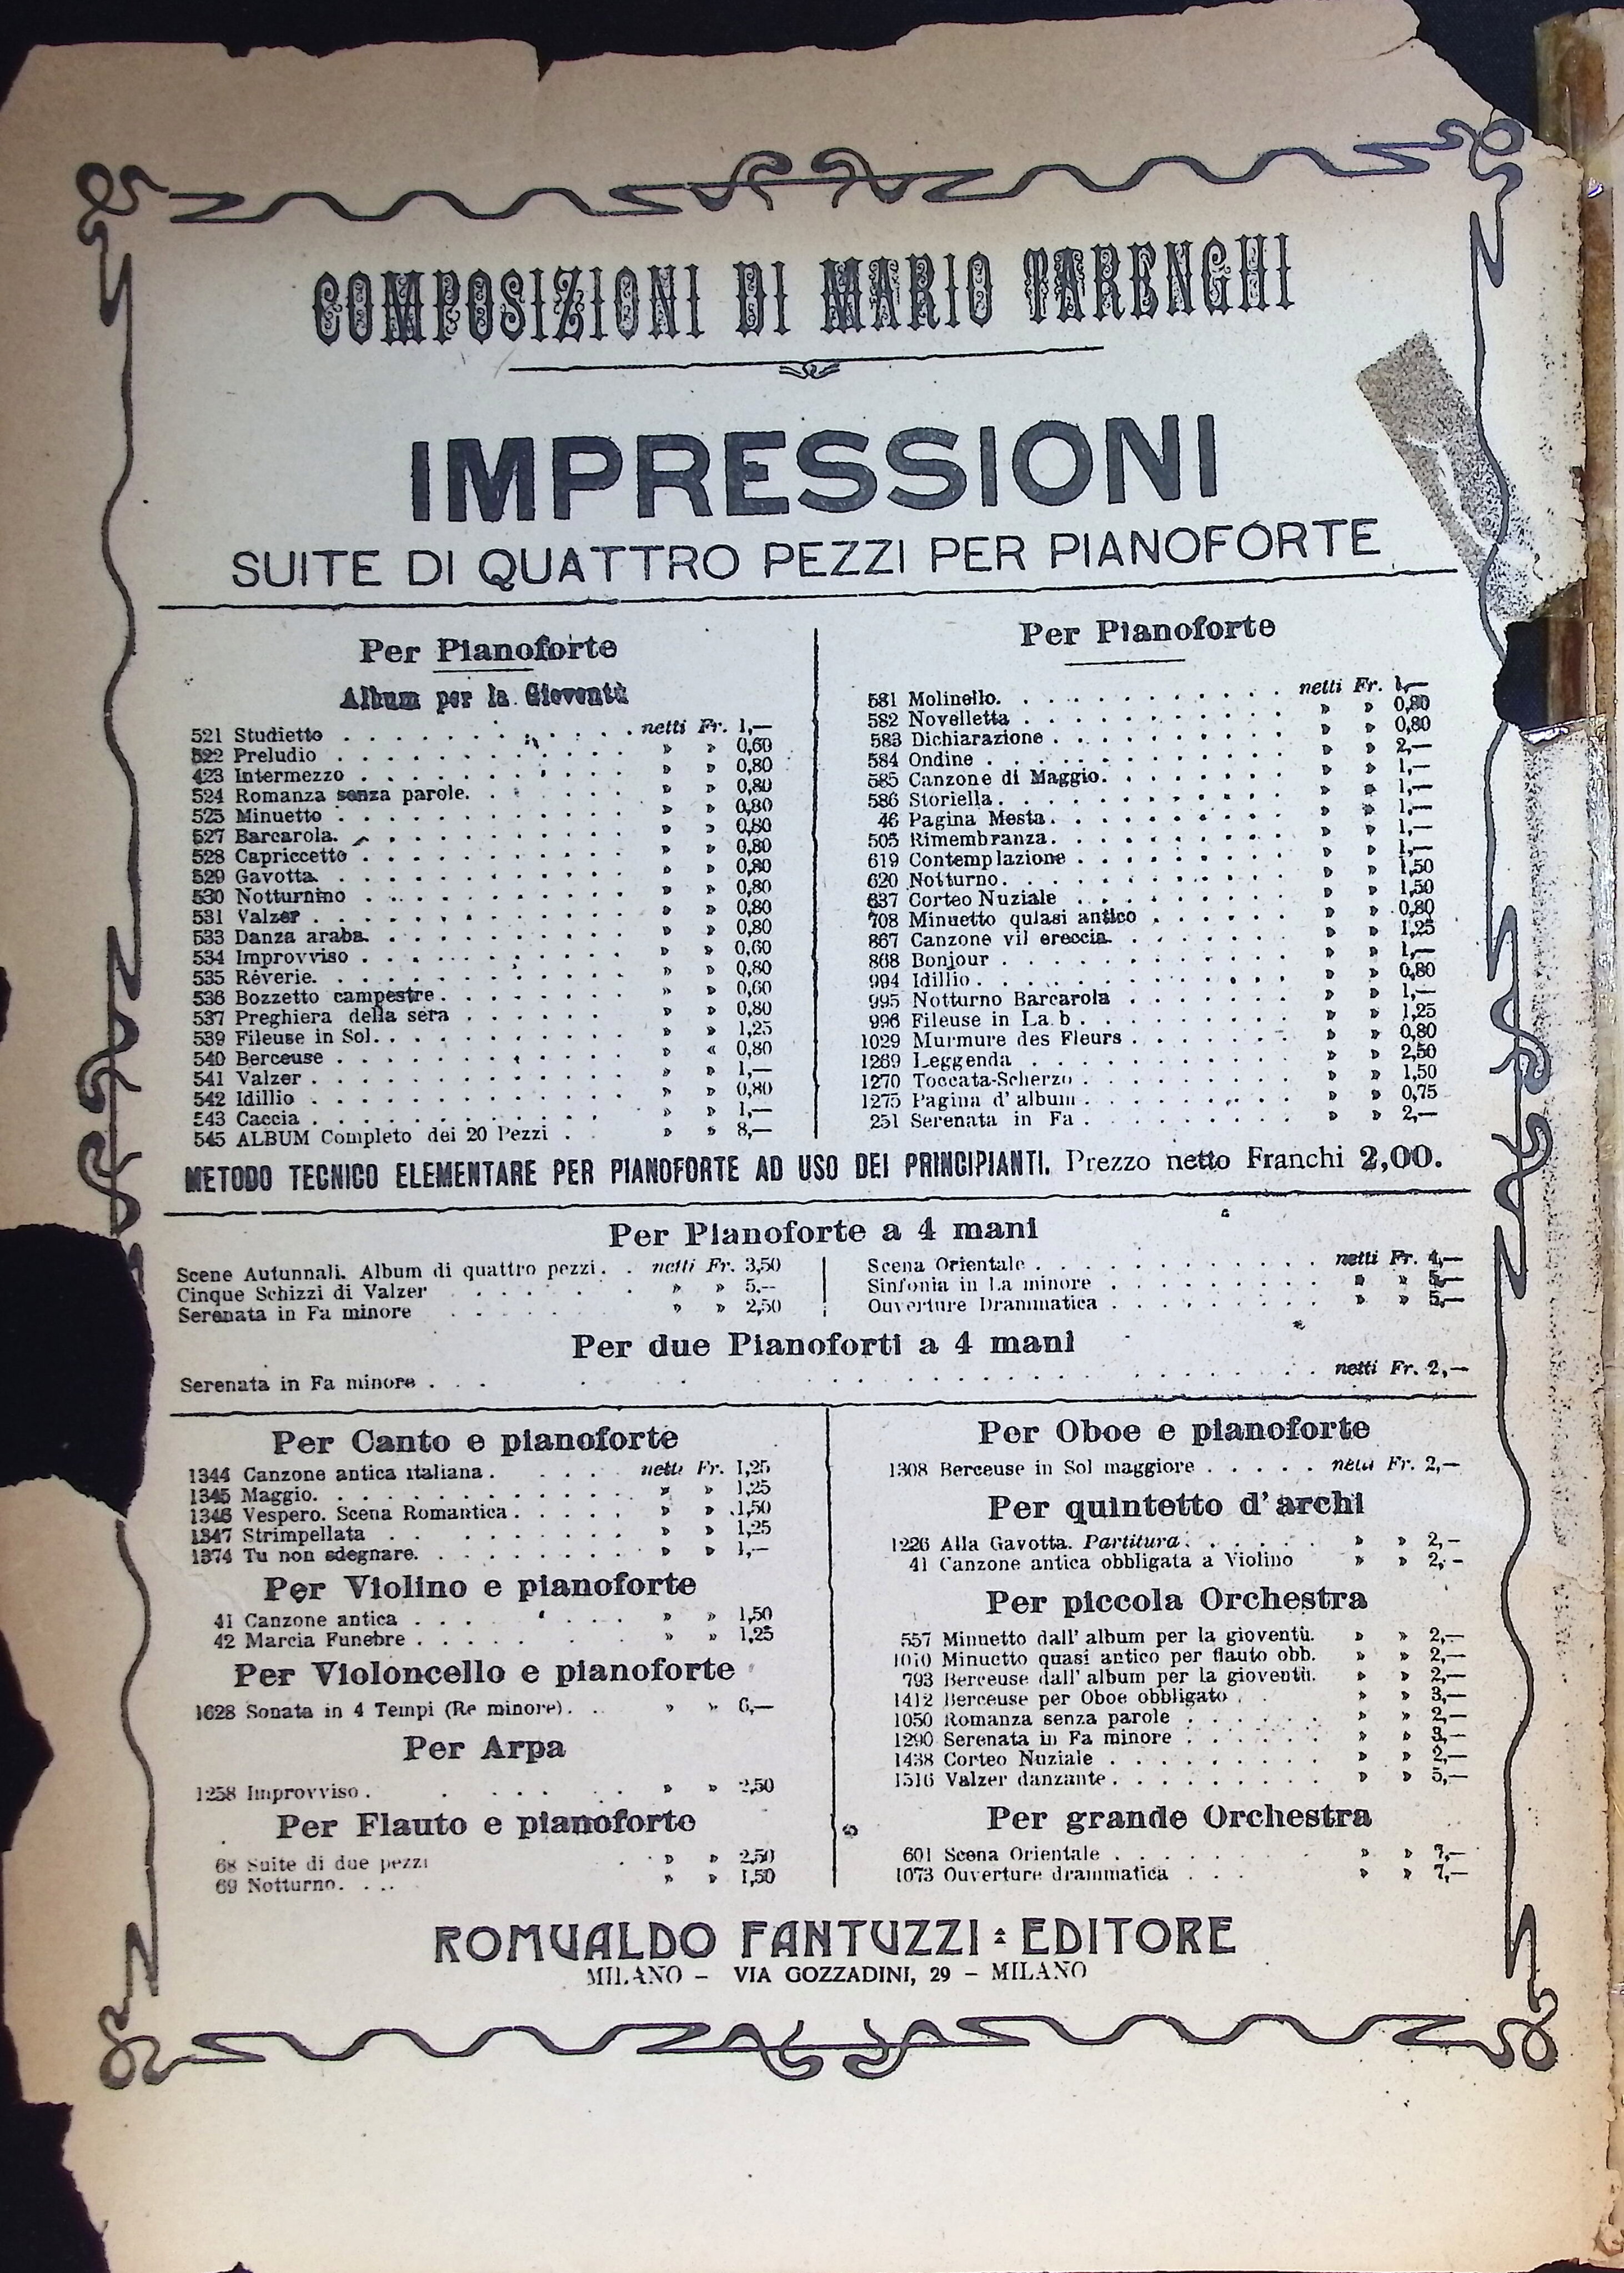 COMPOSIZIONI DI MARIO TARENGHI
IMPRESSIONI
SUITE DI QUATTRO PEZZI PER PIANOFORTE
Per Pianoforte
Album per la Gioventù
521 Studietto . . . . . . . . . . . . netti Fr. 1,—
522 Preludio . . . . . . . . . . . . » » 0,60
423 Intermezzo . . . . . . . . . . . » » 0,80
524 Romanza senza parole. . . . . . . . » » 0,80
525 Minuetto . . . . . . . . . . . . » » 0,80
527 Barcarola. . . . . . . . . . . . » » 0,80
528 Capriccetto . . . . . . . . . . . » » 0,80
529 Gavotta. . . . . . . . . . . . . » » 0,80
530 Notturnino . . . . . . . . . . . » » 0,80
531 Valzer . . . . . . . . . . . . . » » 0,80
533 Danza araba. . . . . . . . . . . » » 0,80
534 Improvviso . . . . . . . . . . . » » 0,60
535 Rêverie. . . . . . . . . . . . . » » 0,80
536 Bozzetto campestre . . . . . . . . » » 0,60
537 Preghiera della sera . . . . . . . » » 0,80
539 Fileuse in Sol. . . . . . . . . . » » 1,25
540 Berceuse . . . . . . . . . . . . » « 0,80
541 Valzer . . . . . . . . . . . . . » » 1,—
542 Idillio . . . . . . . . . . . . . » » 0,80
543 Caccia . . . . . . . . . . . . . » » 1,—
545 ALBUM Completo dei 20 Pezzi . . » » 8,—
Per Pianoforte
581 Molinello. . . . . . . . . . . netti Fr. 1,—
582 Novelletta . . . . . . . . . . . » » 0,80
583 Dichiarazione . . . . . . . . . . » » 0,80
584 Ondine . . . . . . . . . . . . . » » 2,—
585 Canzone di Maggio. . . . . . . . . » » 1,—
586 Storiella. . . . . . . . . . . . » » 1,—
46 Pagina Mesta. . . . . . . . . . . » » 1,—
505 Rimembranza. . . . . . . . . . . » » 1,—
619 Contemplazione . . . . . . . . . » » 1,—
620 Notturno. . . . . . . . . . . . . » » 1,50
637 Corteo Nuziale . . . . . . . . . » » 1,50
708 Minuetto qulasi antico . . . . . . » » 0,80
867 Canzone vil ereccia. . . . . . . . » » 1,25
868 Bonjour . . . . . . . . . . . . . » » 1,—
994 Idillio . . . . . . . . . . . . . » » 0,80
995 Notturno Barcarola . . . . . . . . » » 1,—
996 Fileuse in La b . . . . . . . . . » » 1,25
1029 Murmure des Fleurs . . . . . . . » » 0,80
1269 Leggenda . . . . . . . . . . . . » » 2,50
1270 Toccata-Scherzo . . . . . . . . . » » 1,50
1275 Pagina d' album . . . . . . . . . » » 0,75
251 Serenata in Fa . . . . . . . . . » » 2,—
METODO TECNICO ELEMENTARE PER PIANOFORTE AD USO DEI PRINCIPIANTI. Prezzo netto Franchi 2,00.
Per Pianoforte a 4 mani
Scene Autunnali. Album di quattro pezzi. . netti Fr. 3,50
Cinque Schizzi di Valzer . . . . . . » » 5,--
Serenata in Fa minore . . . . . . » » 2,50
Scena Orientale . . . . . . . . . . . . netti Fr. 4,—
Sinfonia in La minore . . . . . . . . . » » 5,—
Ouverture Drammatica . . . . . . . . . » » 5,—
Per due Pianoforti a 4 mani
Serenata in Fa minore . . . . . . . . . . . . . . . . . . netti Fr. 2,—
Per Canto e pianoforte
1344 Canzone antica italiana . . . . . netti Fr. 1,25
1345 Maggio. . . . . . . . . . . . . » » 1,25
1346 Vespero. Scena Romantica . . . . . » » 1,50
1347 Strimpellata . . . . . . . . . . » » 1,25
1374 Tu non sdegnare. . . . . . . . . » » 1,—
Per Violino e pianoforte
41 Canzone antica . . . . . . . . » » 1,50
42 Marcia Funebre . . . . . . . . » » 1,25
Per Violoncello e pianoforte
1628 Sonata in 4 Tempi (Re minore). . . » » 6,—
Per Arpa
1258 Improvviso . . . . . . . . » » 2,50
Per Flauto e pianoforte
68 Suite di due pezzi . . » » 2,50
69 Notturno. . . . » » 1,50
Per Oboe e pianoforte
1308 Berceuse in Sol maggiore . . . . . netti Fr. 2,—
Per quintetto d' archi
1226 Alla Gavotta. Partitura . . . . . » » 2,—
41 Canzone antica obbligata a Violino » » 2,—
Per piccola Orchestra
557 Minuetto dall' album per la gioventù. » » 2,—
1010 Minuetto quasi antico per flauto obb. » » 2,—
793 Berceuse dall' album per la gioventù. » » 2,—
1412 Berceuse per Oboe obbligato . . » » 3,—
1050 Romanza senza parole . . . . . . » » 2,—
1290 Serenata in Fa minore . . . . . . » » 3,—
1438 Corteo Nuziale . . . . . . . . . » » 2,—
1516 Valzer danzante . . . . . . . . . » » 5,—
Per grande Orchestra
601 Scena Orientale . . . . . . . . » » 7,—
1073 Ouverture drammatica . . . » » 7,—
ROMUALDO FANTUZZI : EDITORE
MILANO – VIA GOZZADINI, 29 – MILANO